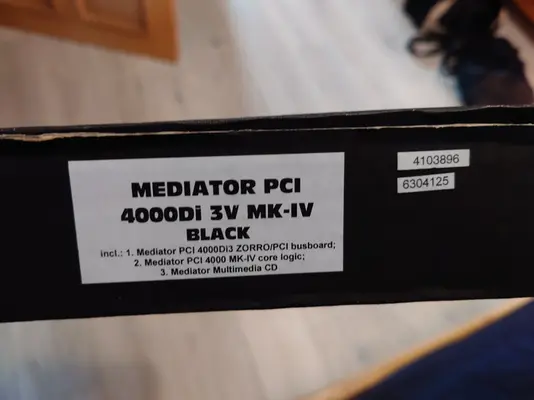 MEDIATOR PCI
4000Di 3V MK-IV
BLACK
incl.: 1. Mediator PCI 4000Di3 ZORRO/PCI busboard;
2. Mediator PCI 4000 MK-IV core logic;
3. Mediator Multimedia CD
4103896
6304125